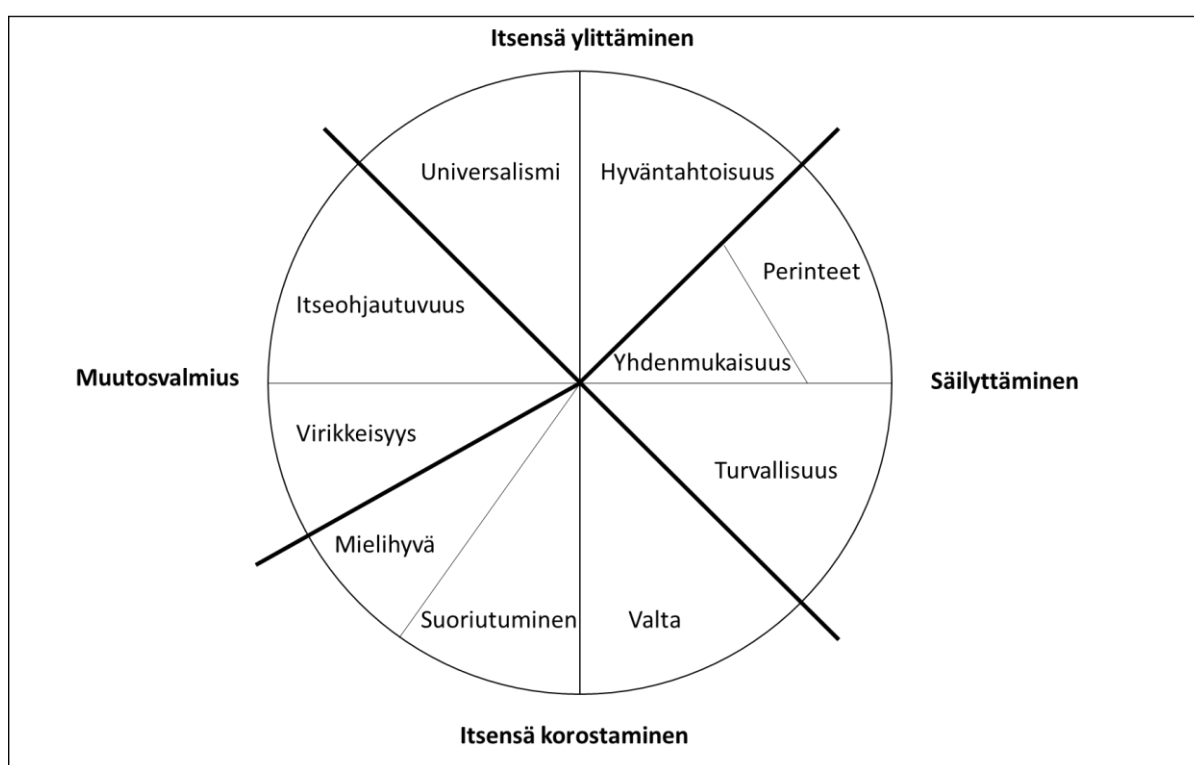 Itsensä ylittäminen
Universalismi
Hyväntahtoisuus
Perinteet
Itseohjautuvuus
Yhdenmukaisuus
Muutosvalmius
Säilyttäminen
Virikkeisyys
Turvallisuus
Mielihyvä
Suoriutuminen
Valta
Itsensä korostaminen